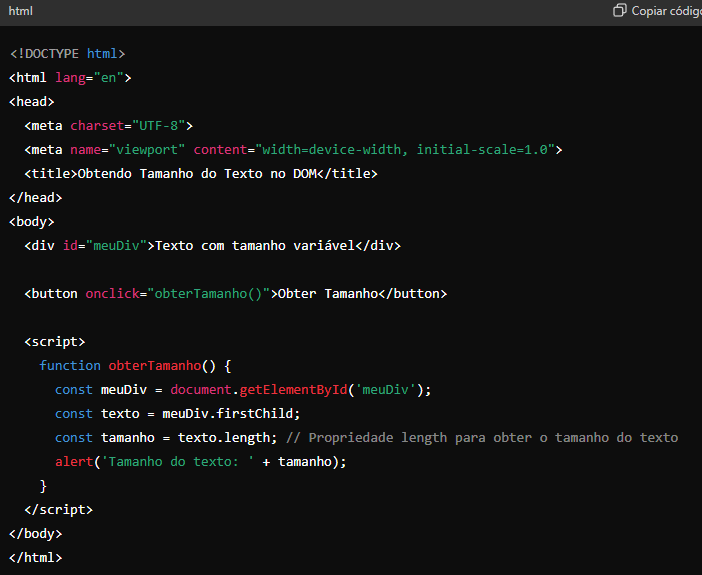 html
Copiar código
<!DOCTYPE html>
<html lang="en">
<head>
  <meta charset="UTF-8">
  <meta name="viewport" content="width=device-width, initial-scale=1.0">
  <title>Obtendo Tamanho do Texto no DOM</title>
</head>
<body>
  <div id="meuDiv">Texto com tamanho variável</div>

  <button onclick="obterTamanho()">Obter Tamanho</button>

  <script>
    function obterTamanho() {
      const meuDiv = document.getElementById('meuDiv');
      const texto = meuDiv.firstChild;
      const tamanho = texto.length; // Propriedade length para obter o tamanho do texto
      alert('Tamanho do texto: ' + tamanho);
    }
  </script>
</body>
</html>